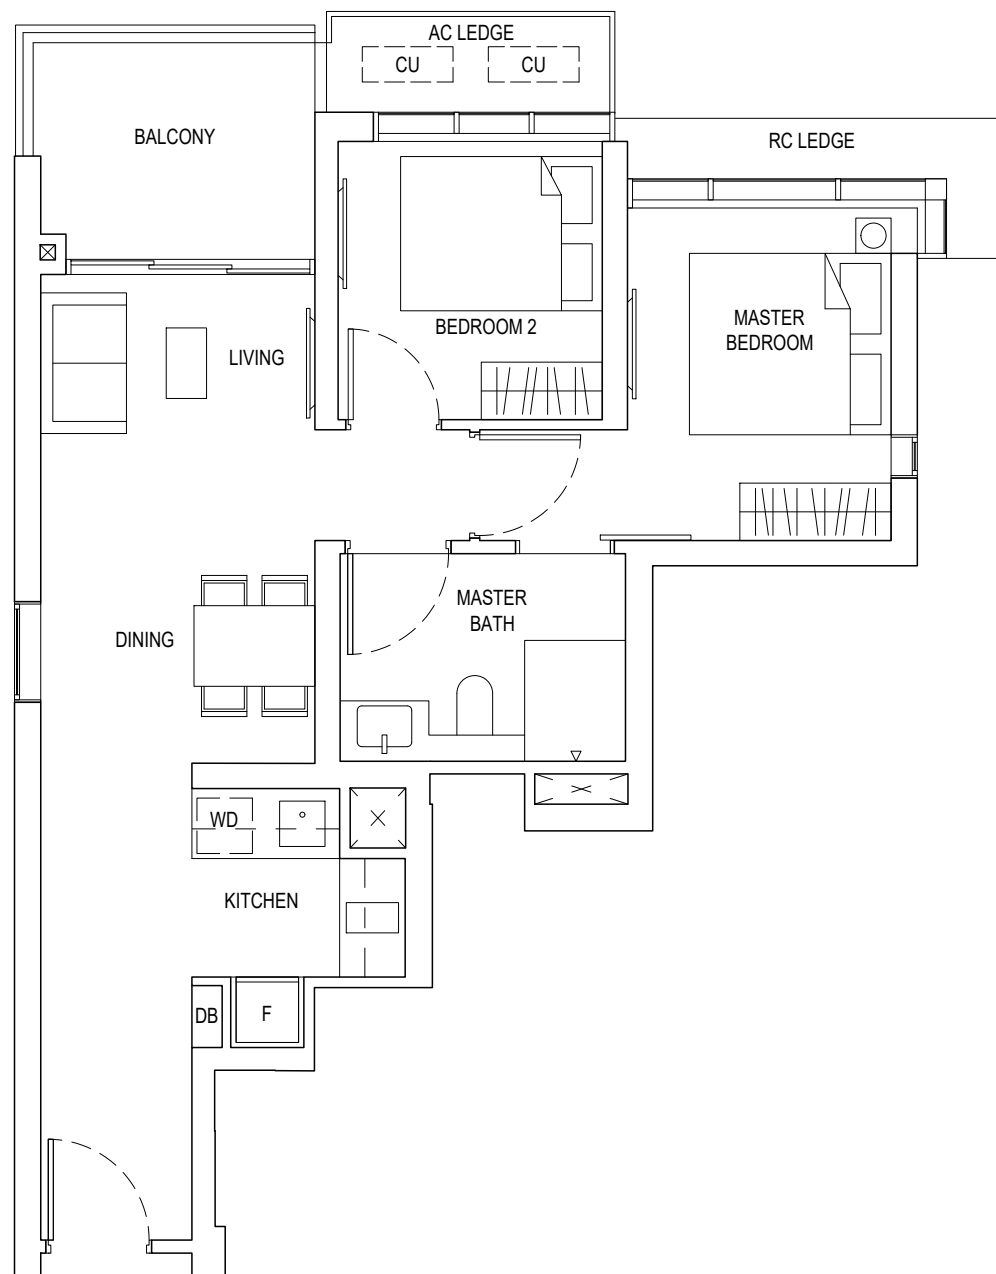 AC LEDGE
CU
CU
BALCONY
RC LEDGE
BEDROOM 2
MASTER
BEDROOM
LIVING
MASTER
BATH
DINING
WD
KITCHEN
DB
F